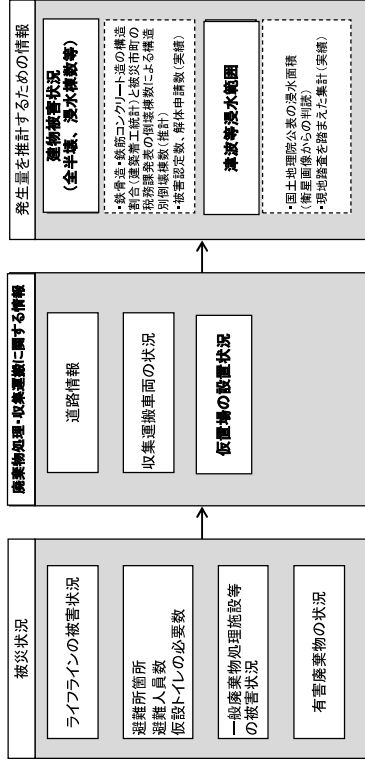 被災状況
ライフラインの被害状況
避難所箇所
避難人員数
仮設トイレの必要数
一般廃棄物処理施設等
の被害状況
有害廃棄物の状況
廃棄物処理・収集運搬に関する情報
道路情報
収集運搬車両の状況
仮置場の設置状況
発生量を推計するための情報
建物被害状況
(全半壊、浸水棟数等)
・鉄骨造・鉄筋コンクリート造の構造
割合(建築着工統計)と被災市町の
税務課発表の倒壊棟数による構造
別倒壊棟数(推計)
・被害認定数、解体申請数(実績)
津波等浸水範囲
・国土地理院公表の浸水面積
(衛星画像からの判読)
・現地踏査を踏まえた集計(実績)